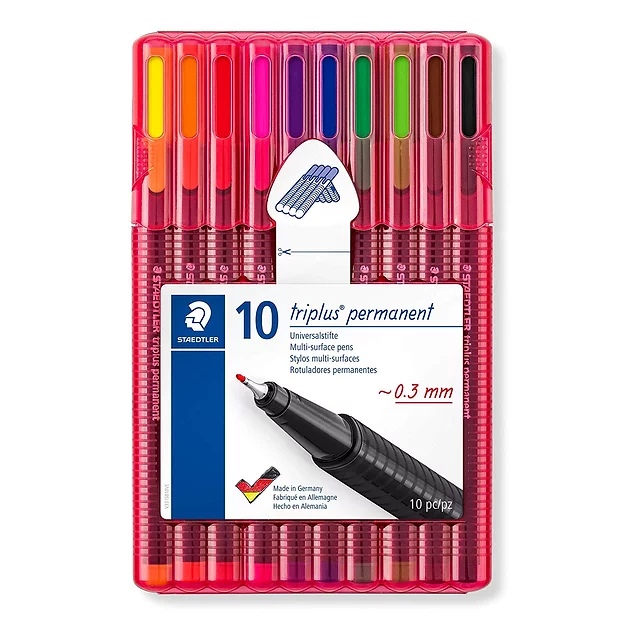 STAEDTLER
10
triplus® permanent
Universalstifte
Multi-surface pens
Stylos multi-surfaces
Rotuladores permanentes
~0.3 mm
Made in Germany
Fabriqué en Allemagne
Hecho en Alemania
10 pc/pz
STAEDTLER triplus permanent
STAEDTLER triplus permanent